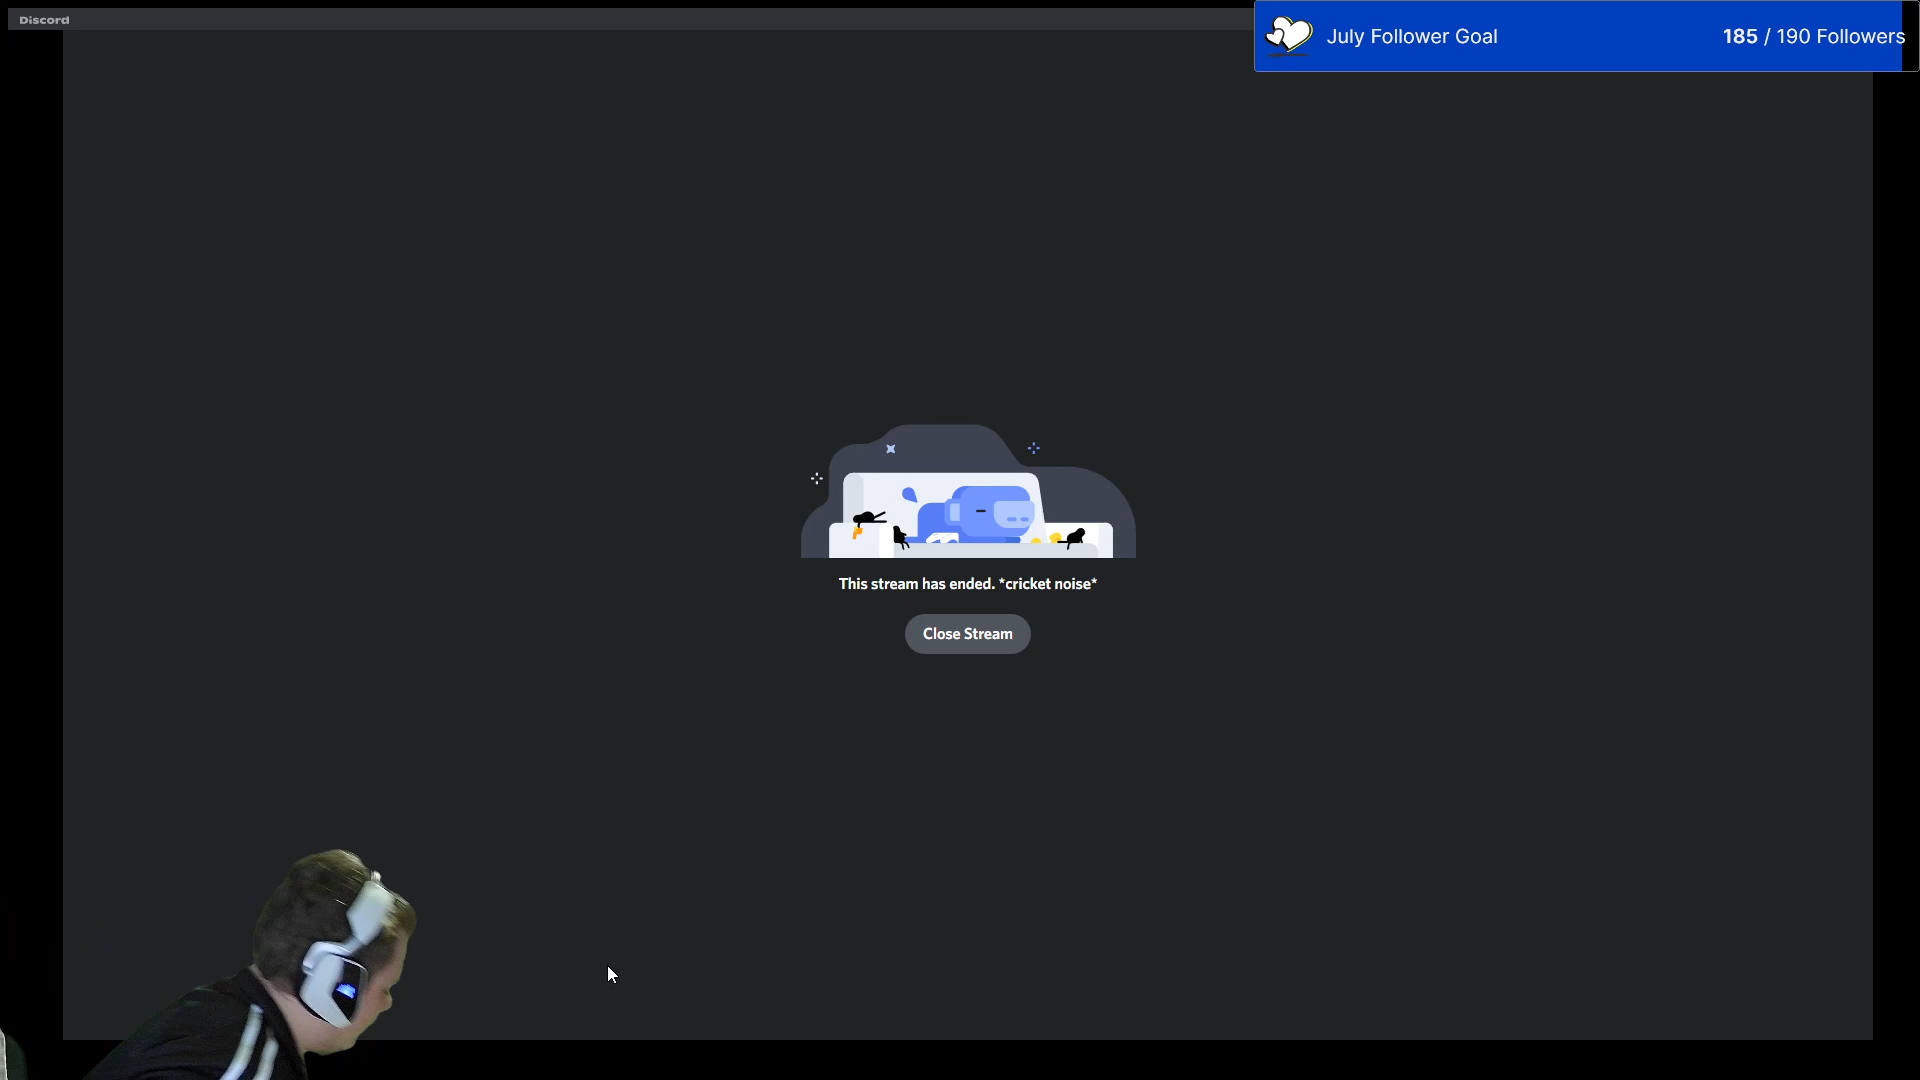 Discord
July Follower Goal
185 / 190 Followers
This stream has ended. *cricket noise*
Close Stream